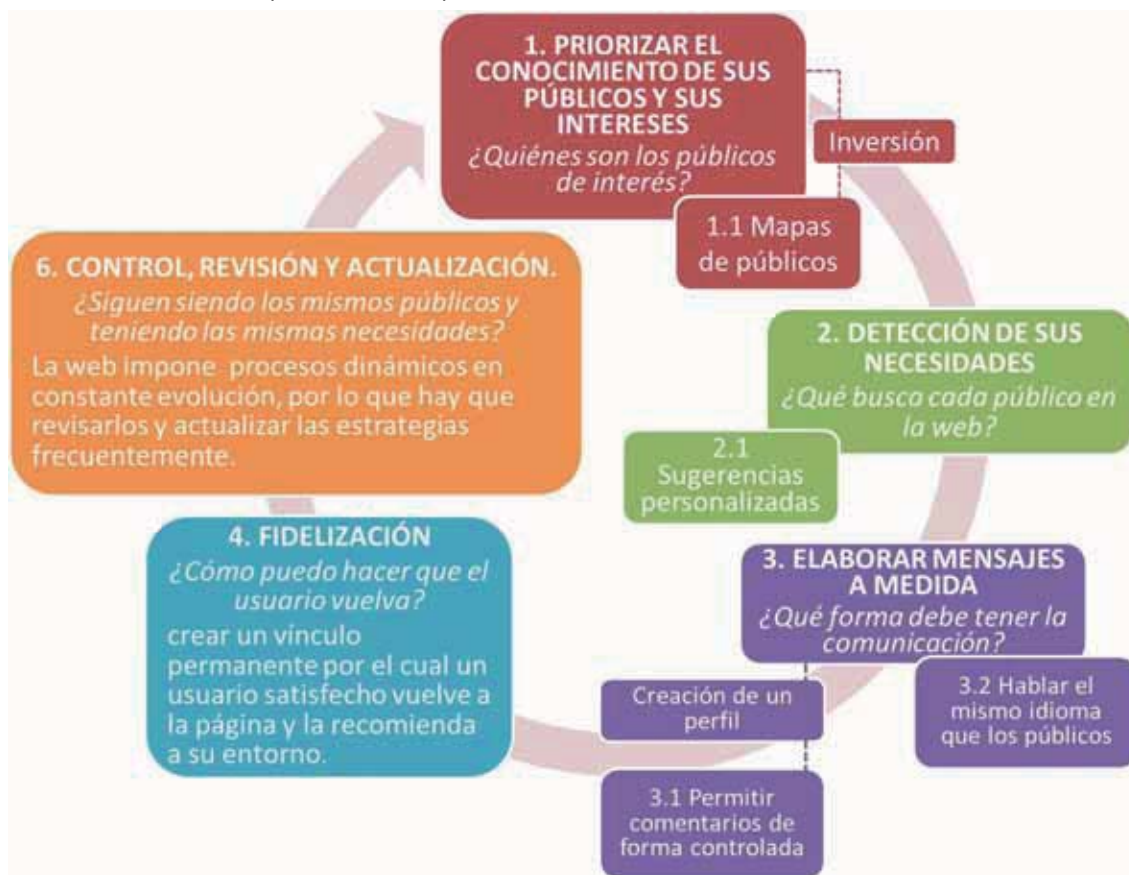 1. PRIORIZAR EL
CONOCIMIENTO DE SUS
PÚBLICOS Y SUS
INTERESES
¿Quiénes son los públicos
de interés?
Inversión
1.1 Mapas
de públicos
2. DETECCIÓN DE SUS
NECESIDADES
¿Qué busca cada público en
la web?
2.1
Sugerencias
personalizadas
3. ELABORAR MENSAJES
A MEDIDA
¿Qué forma debe tener la
comunicación?
3.2 Hablar el
mismo idioma
que los públicos
Creación de un
perfil
3.1 Permitir
comentarios de
forma controlada
4. FIDELIZACIÓN
¿Cómo puedo hacer que el
usuario vuelva?
crear un vínculo
permanente por el cual un
usuario satisfecho vuelve a
la página y la recomienda
a su entorno.
6. CONTROL, REVISIÓN Y ACTUALIZACIÓN.
¿Siguen siendo los mismos públicos y
teniendo las mismas necesidades?
La web impone procesos dinámicos en
constante evolución, por lo que hay que
revisarlos y actualizar las estrategias
frecuentemente.